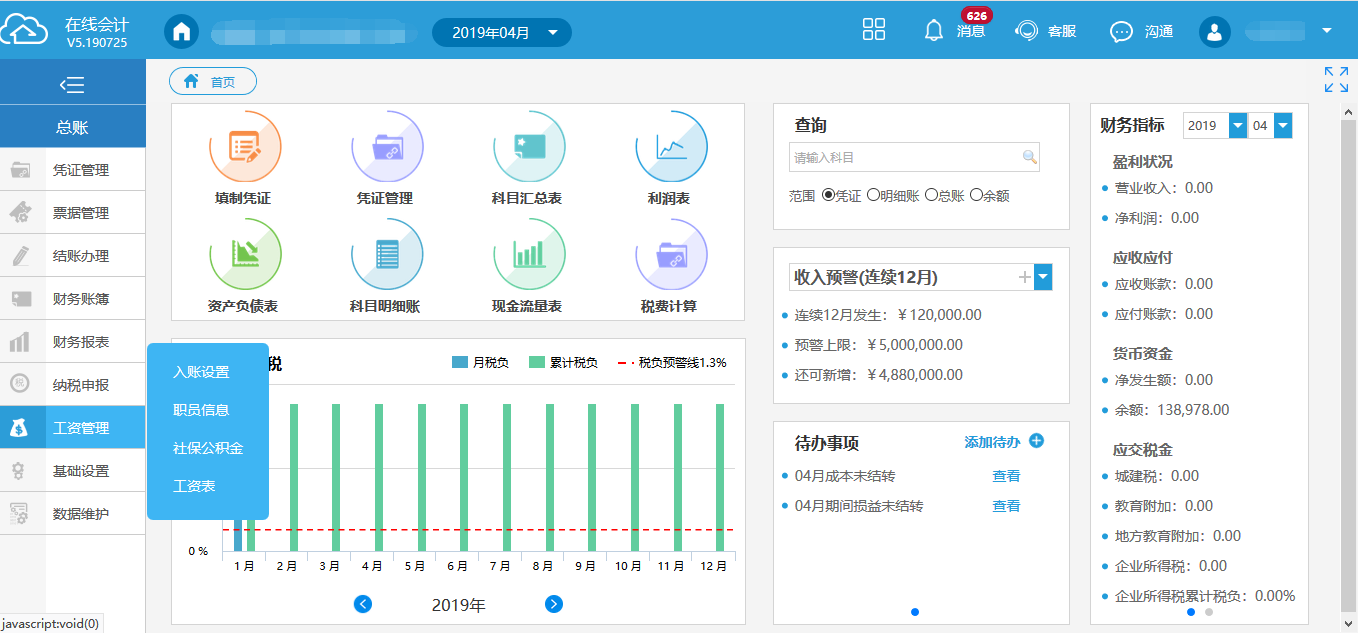 在线会计
V5.190725
2019年04月
626
消息
客服
沟通
首页
总账
凭证管理
票据管理
结账办理
财务账簿
财务报表
纳税申报
税
工资管理
基础设置
数据维护
入账设置
职员信息
社保公积金
工资表
填制凭证
凭证管理
科目汇总表
利润表
资产负债表
科目明细账
现金流量表
税费计算
税
月税负
累计税负
税负预警线1.3%
0 %
1 月 2 月 3 月 4 月 5 月 6 月 7 月 8 月 9 月 10 月 11 月 12 月
2019年
查询
请输入科目
范围 凭证 明细账 总账 余额
收入预警(连续12月)
连续12月发生：￥120,000.00
预警上限：￥5,000,000.00
还可新增：￥4,880,000.00
待办事项
添加待办
04月成本未结转 查看
04月期间损益未结转 查看
财务指标 2019 04
盈利状况
营业收入：0.00
净利润：0.00
应收应付
应收账款：0.00
应付账款：0.00
货币资金
净发生额：0.00
余额：138,978.00
应交税金
城建税：0.00
教育附加：0.00
地方教育附加：0.00
企业所得税：0.00
企业所得税累计税负：0.00%
javascript:void(0)